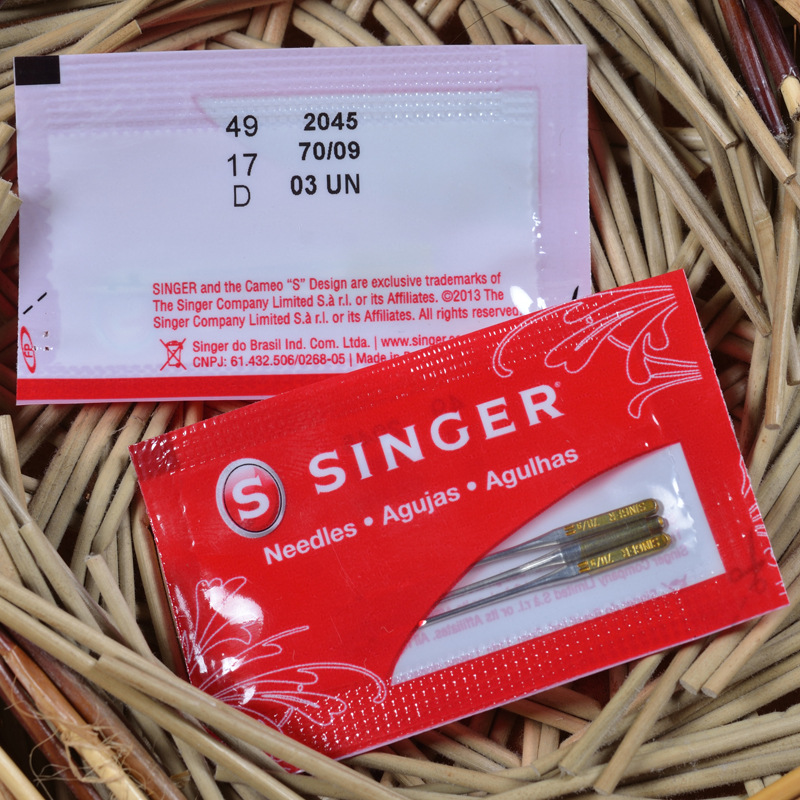 49 2045
17 70/09
D 03 UN
SINGER and the Cameo “S” Design are exclusive trademarks of
The Singer Company Limited S.à r.l. or its Affiliates. ©2013 The
Singer Company Limited S.à r.l. or its Affiliates. All rights reserved.
Singer do Brasil Ind. Com. Ltda. | www.singer
CNPJ: 61.432.506/0268-05 | Made in
S SINGER®
Needles • Agujas • Agulhas
SINGER
SINGER